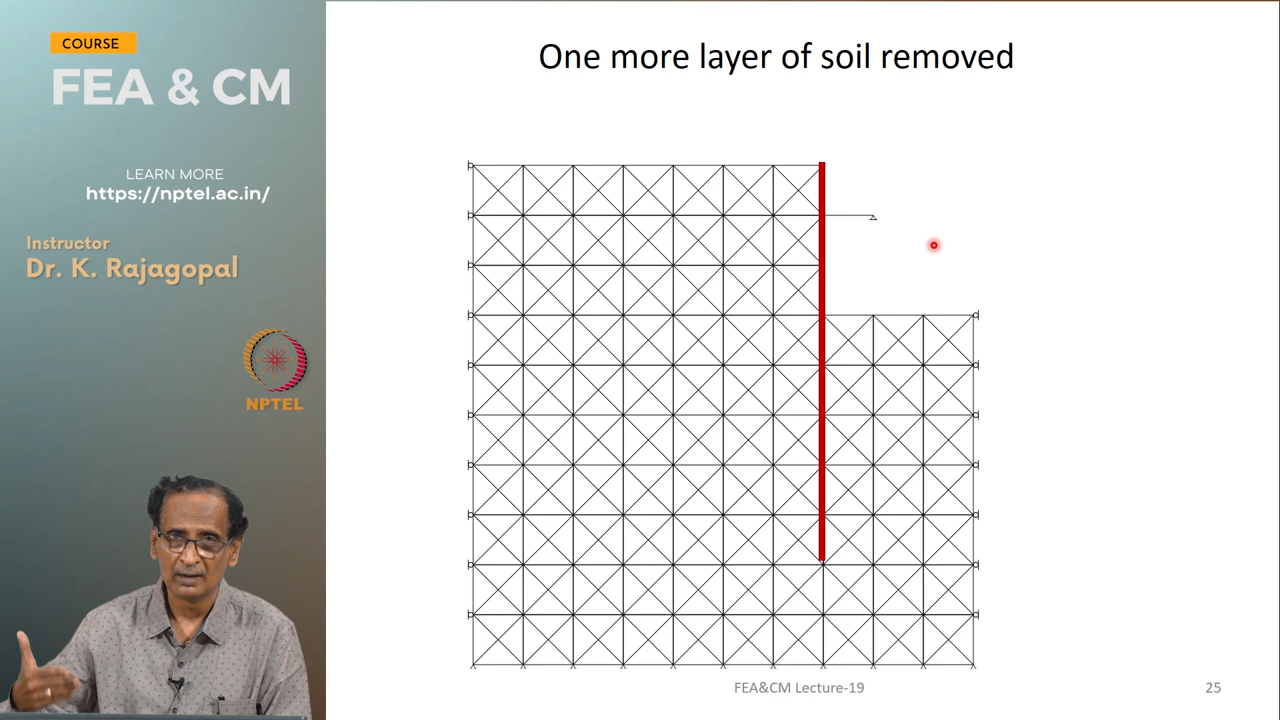 COURSE
FEA & CM
LEARN MORE
https://nptel.ac.in/
Instructor
Dr. K. Rajagopal
NPTEL
One more layer of soil removed
FEA&CM Lecture-19
25